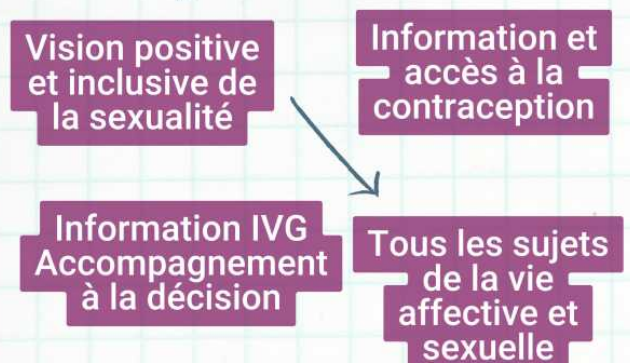 Vision positive
et inclusive de
la sexualité
Information et
accès à la
contraception
Information IVG
Accompagnement
à la décision
Tous les sujets
de la vie
affective et
sexuelle